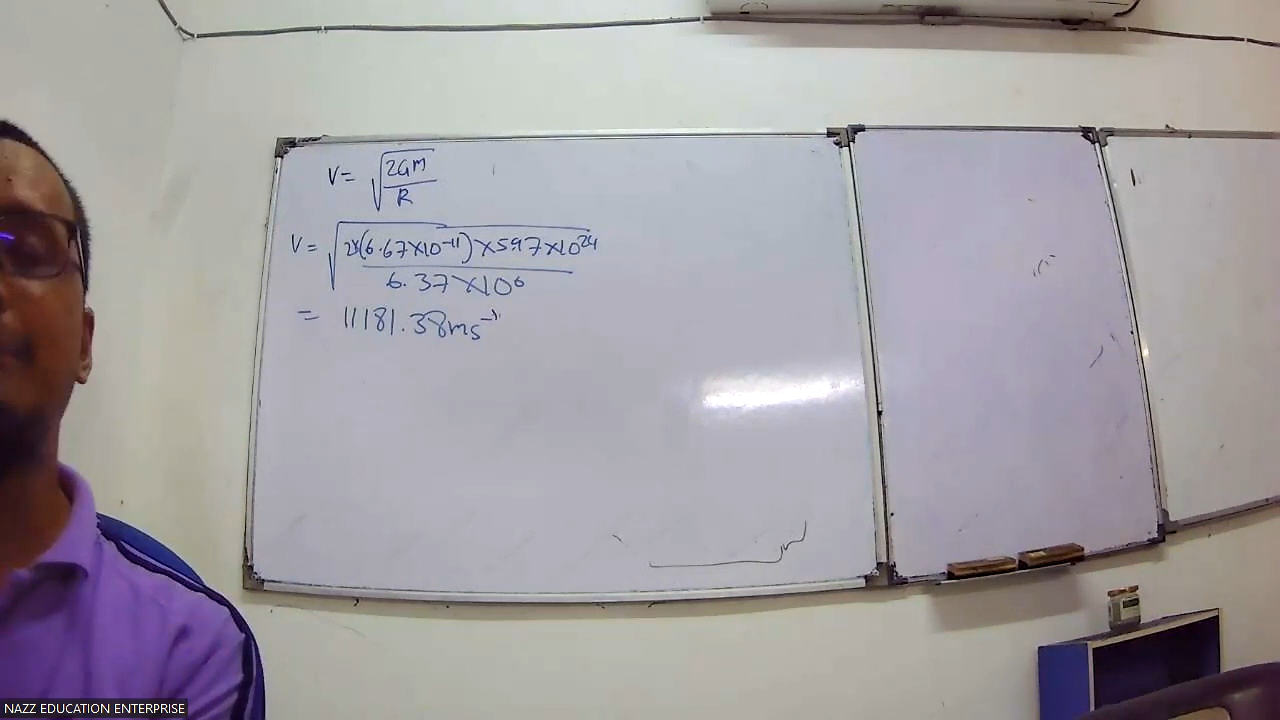 V = √(2GM / R)
V = √(2×(6.67×10⁻¹¹)×5.97×10²⁴ / 6.37×10⁶)
= 11181.38ms⁻¹
NAZZ EDUCATION ENTERPRISE